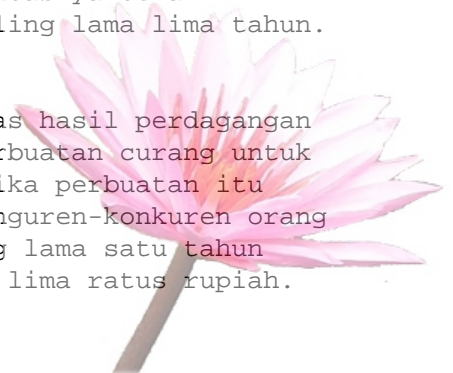 ling lama lima tahun.
as hasil perdagangan
rbuatan curang untuk
ika perbuatan itu
nguren-konkuren orang
g lama satu tahun
lima ratus rupiah.